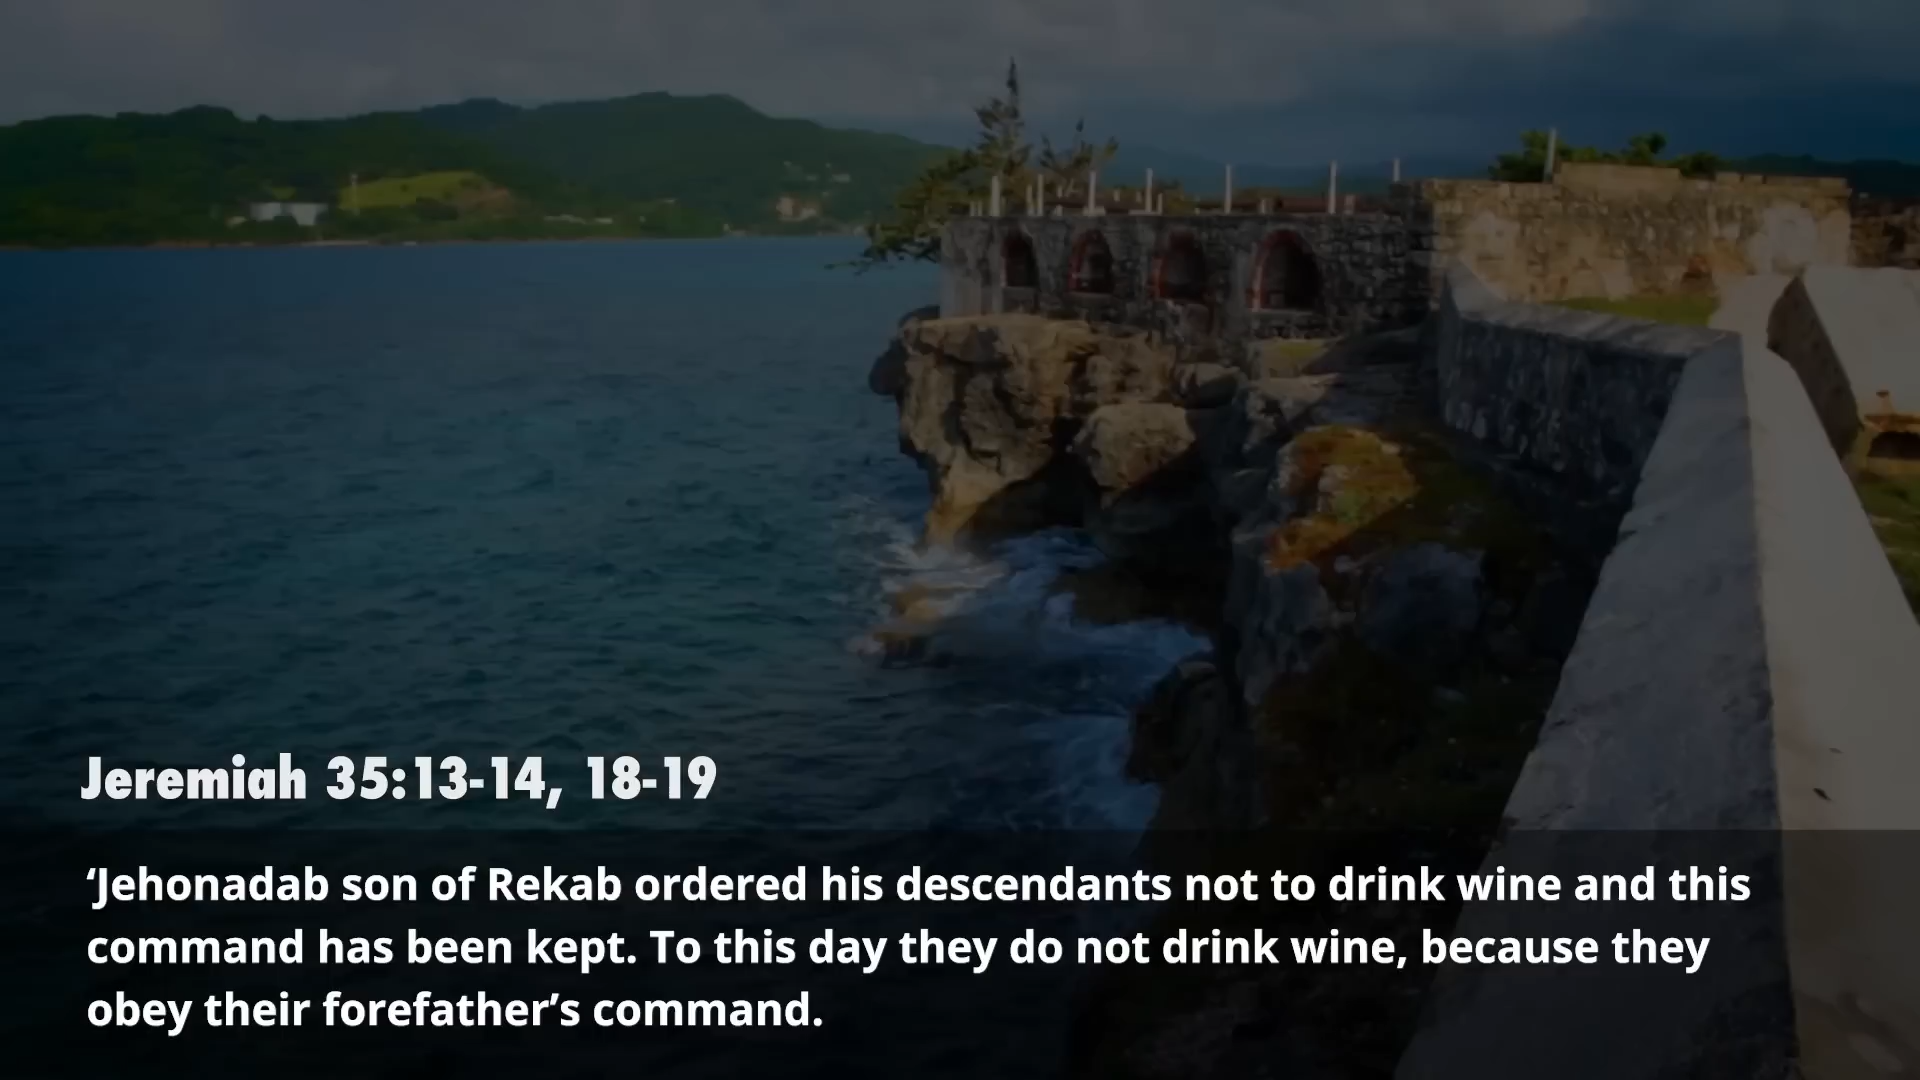 Jeremiah 35:13-14, 18-19
‘Jehonadab son of Rekab ordered his descendants not to drink wine and this
command has been kept. To this day they do not drink wine, because they
obey their forefather’s command.